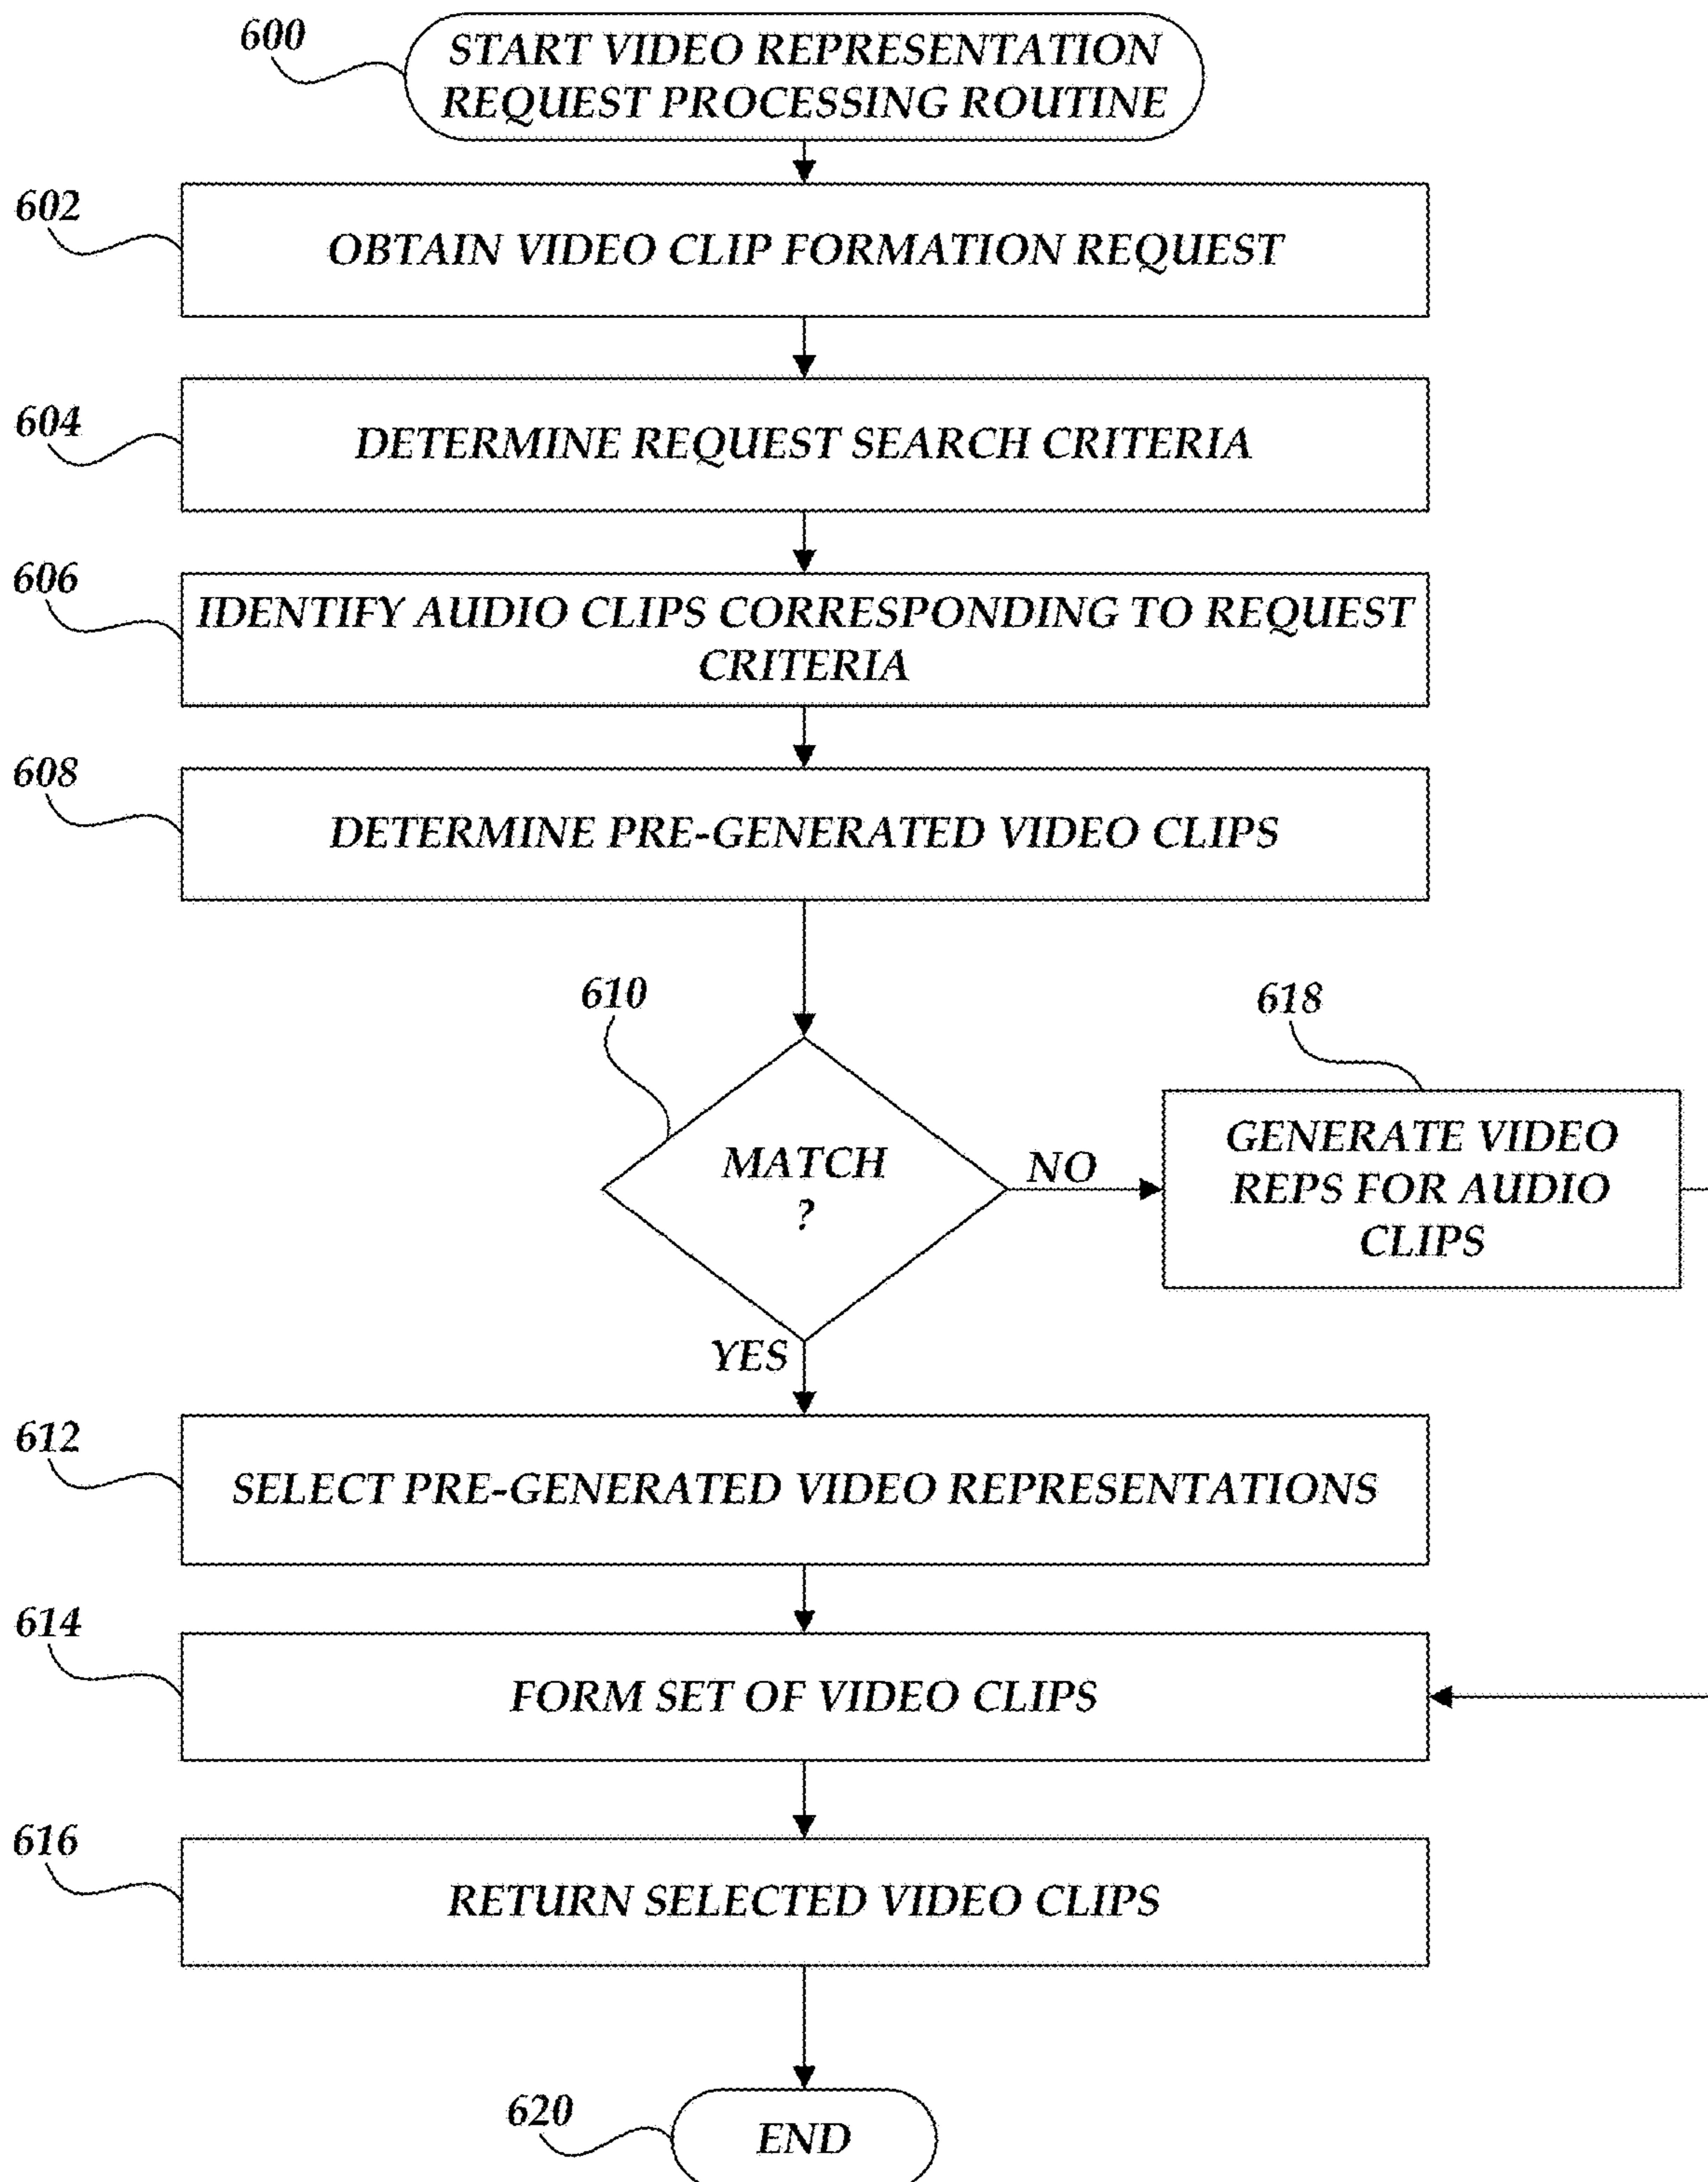 600
START VIDEO REPRESENTATION
REQUEST PROCESSING ROUTINE
602
OBTAIN VIDEO CLIP FORMATION REQUEST
604
DETERMINE REQUEST SEARCH CRITERIA
606
IDENTIFY AUDIO CLIPS CORRESPONDING TO REQUEST
CRITERIA
608
DETERMINE PRE-GENERATED VIDEO CLIPS
610
MATCH
?
NO
618
GENERATE VIDEO
REPS FOR AUDIO
CLIPS
YES
612
SELECT PRE-GENERATED VIDEO REPRESENTATIONS
614
FORM SET OF VIDEO CLIPS
616
RETURN SELECTED VIDEO CLIPS
620
END